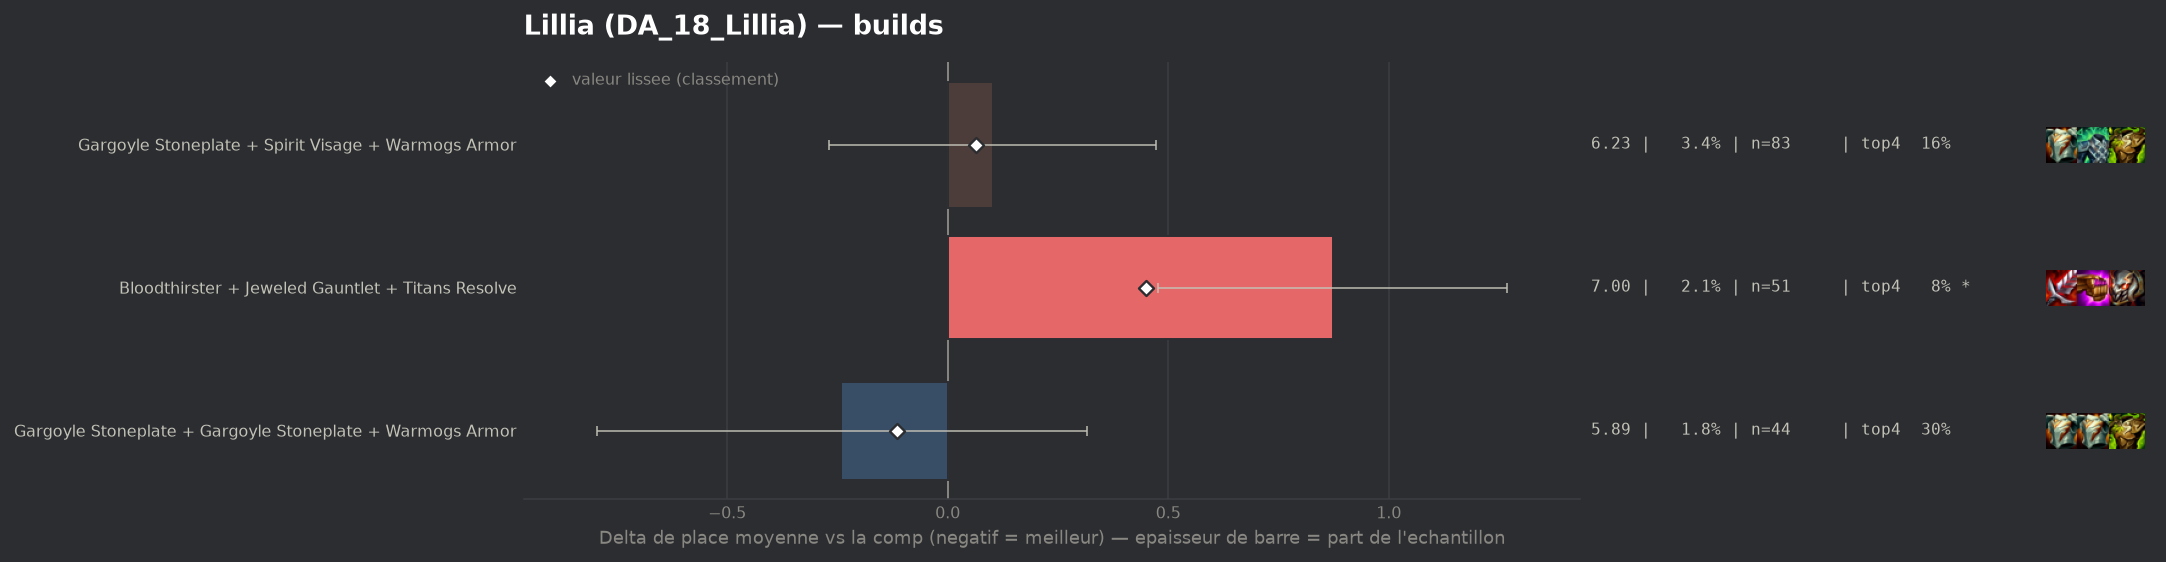 Lillia (DA_18_Lillia) — builds
valeur lissee (classement)
Gargoyle Stoneplate + Spirit Visage + Warmogs Armor
6.23 |   3.4% | n=83     | top4  16%
Bloodthirster + Jeweled Gauntlet + Titans Resolve
7.00 |   2.1% | n=51     | top4   8% *
Gargoyle Stoneplate + Gargoyle Stoneplate + Warmogs Armor
5.89 |   1.8% | n=44     | top4  30%
−0.5 0.0 0.5 1.0
Delta de place moyenne vs la comp (negatif = meilleur) — epaisseur de barre = part de l'echantillon